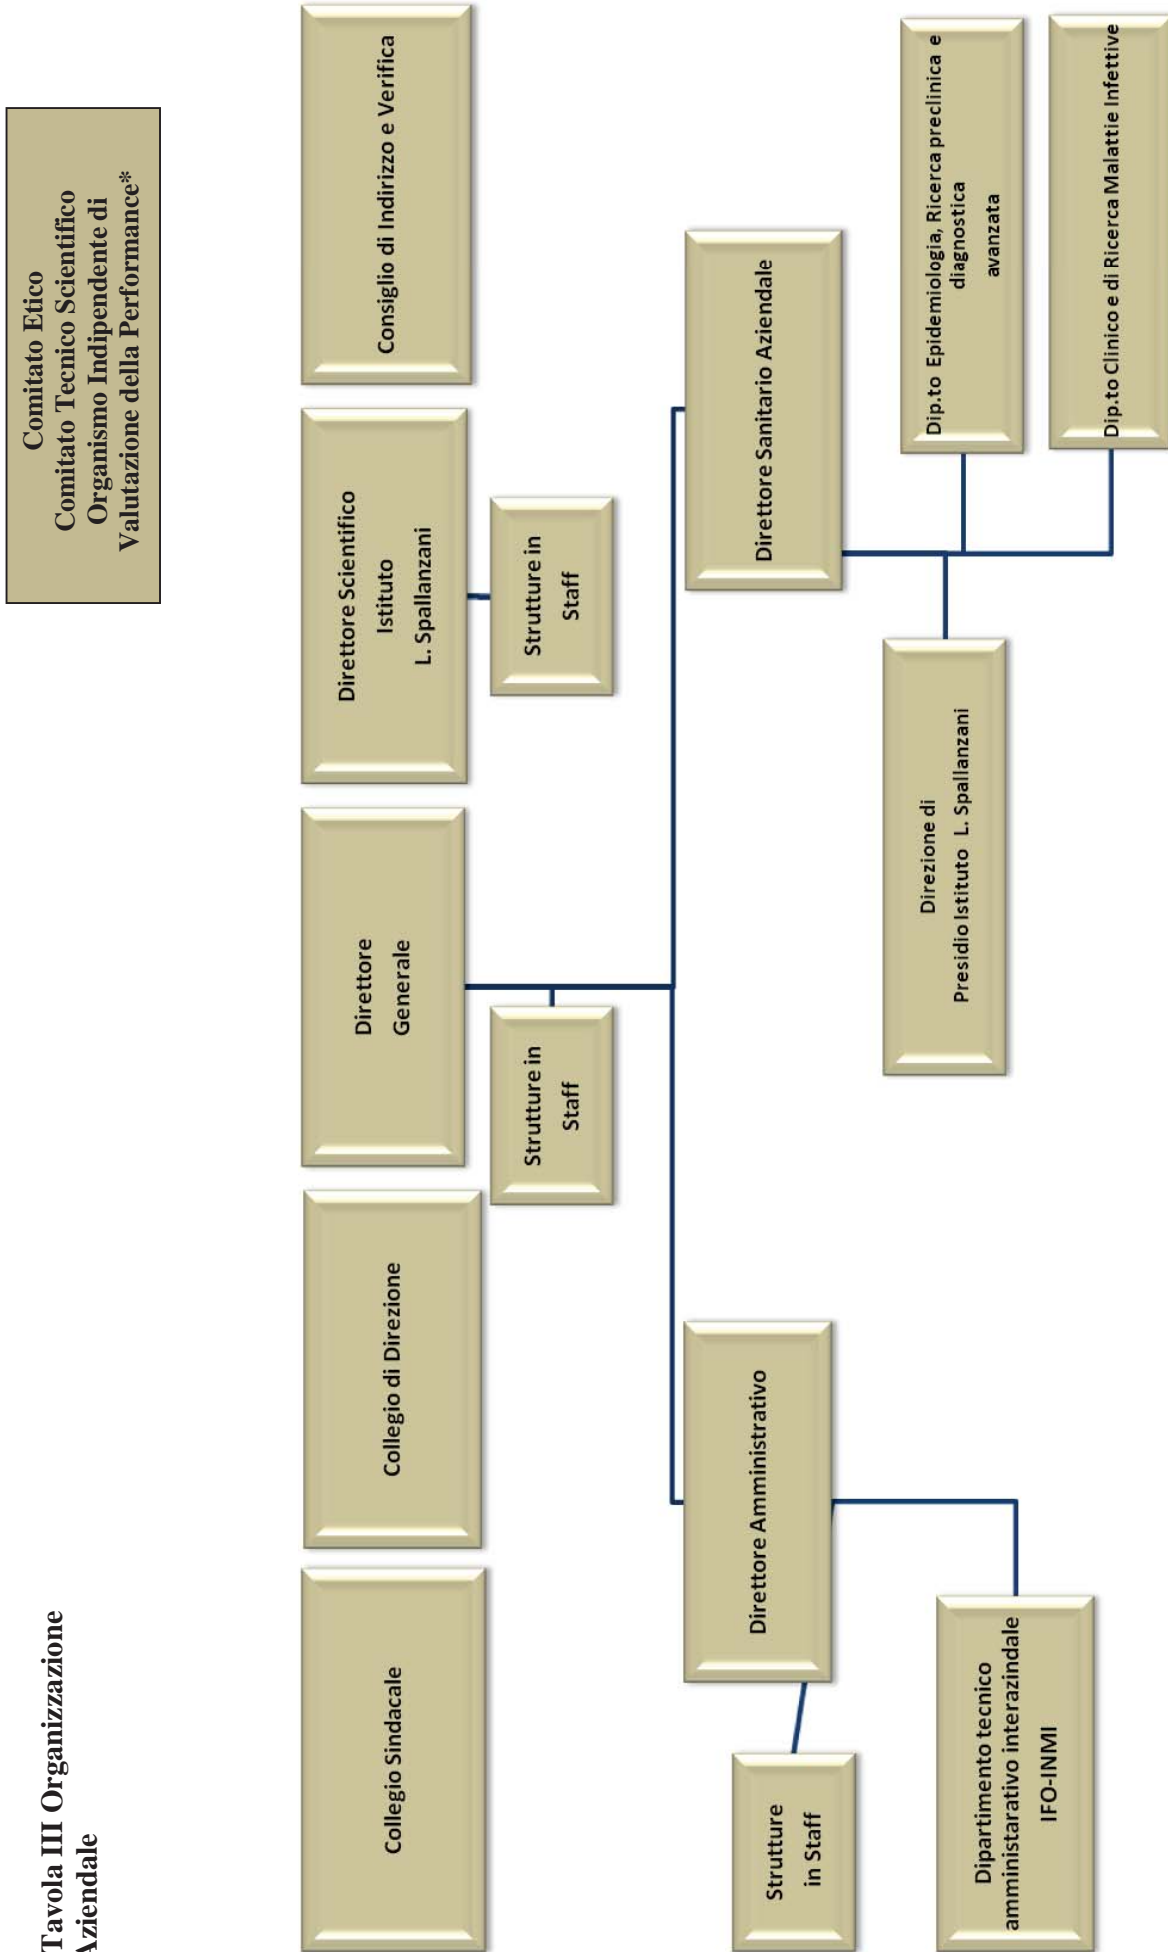 Tavola III Organizzazione
Aziendale
Comitato Etico
Comitato Tecnico Scientifico
Organismo Indipendente di
Valutazione della Performance*
Collegio Sindacale
Collegio di Direzione
Direttore
Generale
Direttore Scientifico
Istituto
L. Spallanzani
Consiglio di Indirizzo e Verifica
Strutture in
Staff
Strutture in
Staff
Direttore Amministrativo
Direttore Sanitario Aziendale
Strutture
in Staff
Dipartimento tecnico
amministarativo interazindale
IFO-INMI
Direzione di
Presidio Istituto L. Spallanzani
Dip.to Epidemiologia, Ricerca preclinica e
diagnostica
avanzata
Dip.to Clinico e di Ricerca Malattie Infettive